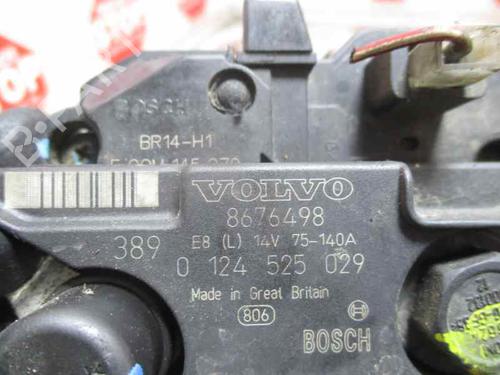 BOSCH
BR14-H1
VOLVO
8676498
389
E8 (L) 14V 75-140A
0 124 525 029
Made in Great Britain
806
BOSCH